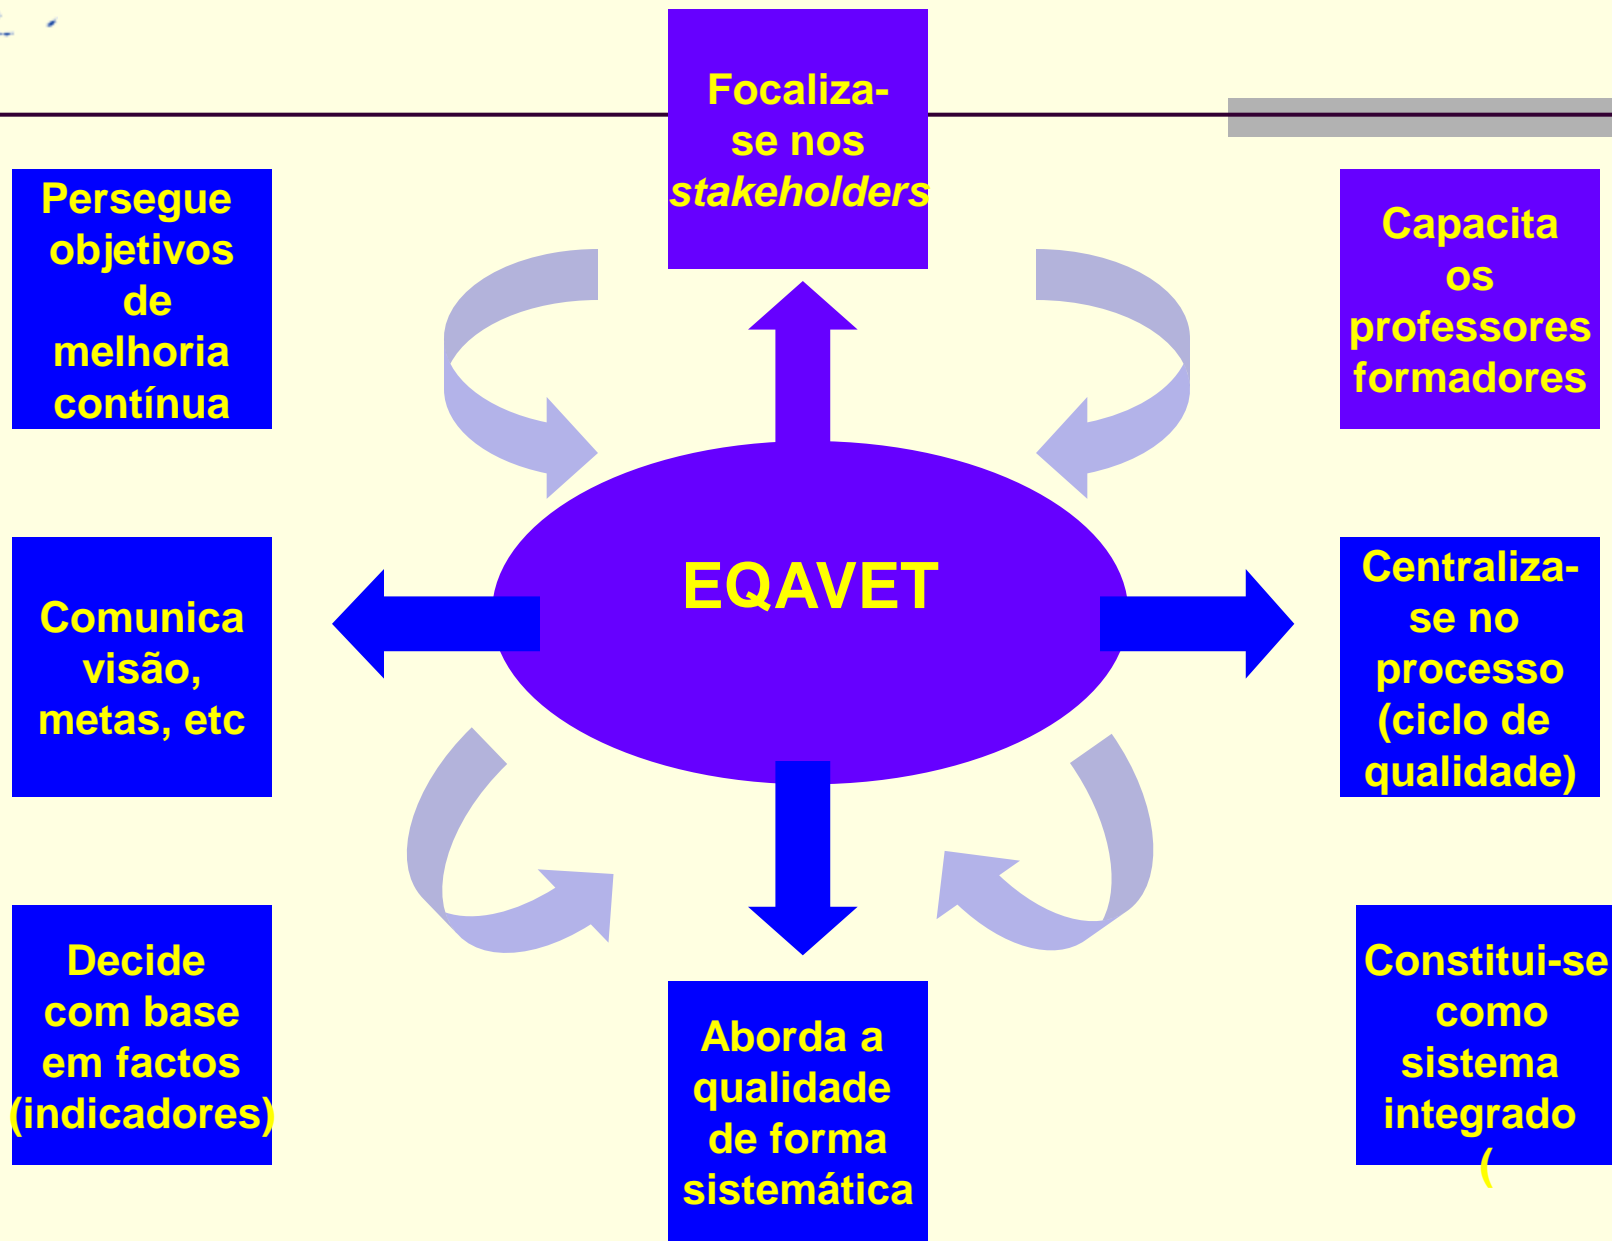 Focaliza-
se nos
stakeholders
Persegue
objetivos
de
melhoria
contínua
Capacita
os
professores
formadores
EQAVET
Comunica
visão,
metas, etc
Centraliza-
se no
processo
(ciclo de
qualidade)
Decide
com base
em factos
(indicadores)
Aborda a
qualidade
de forma
sistemática
Constitui-se
como
sistema
integrado
(